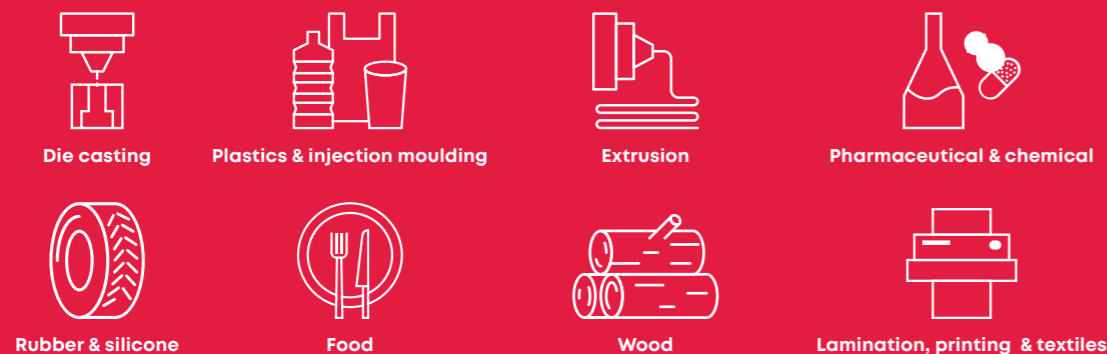 Die casting
Plastics & injection moulding
Extrusion
Pharmaceutical & chemical
Rubber & silicone
Food
Wood
Lamination, printing & textiles